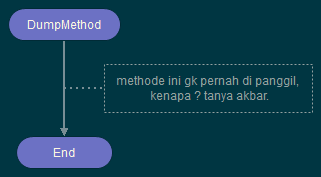 DumpMethod
methode ini gk pernah di panggil,
kenapa ? tanya akbar.
End